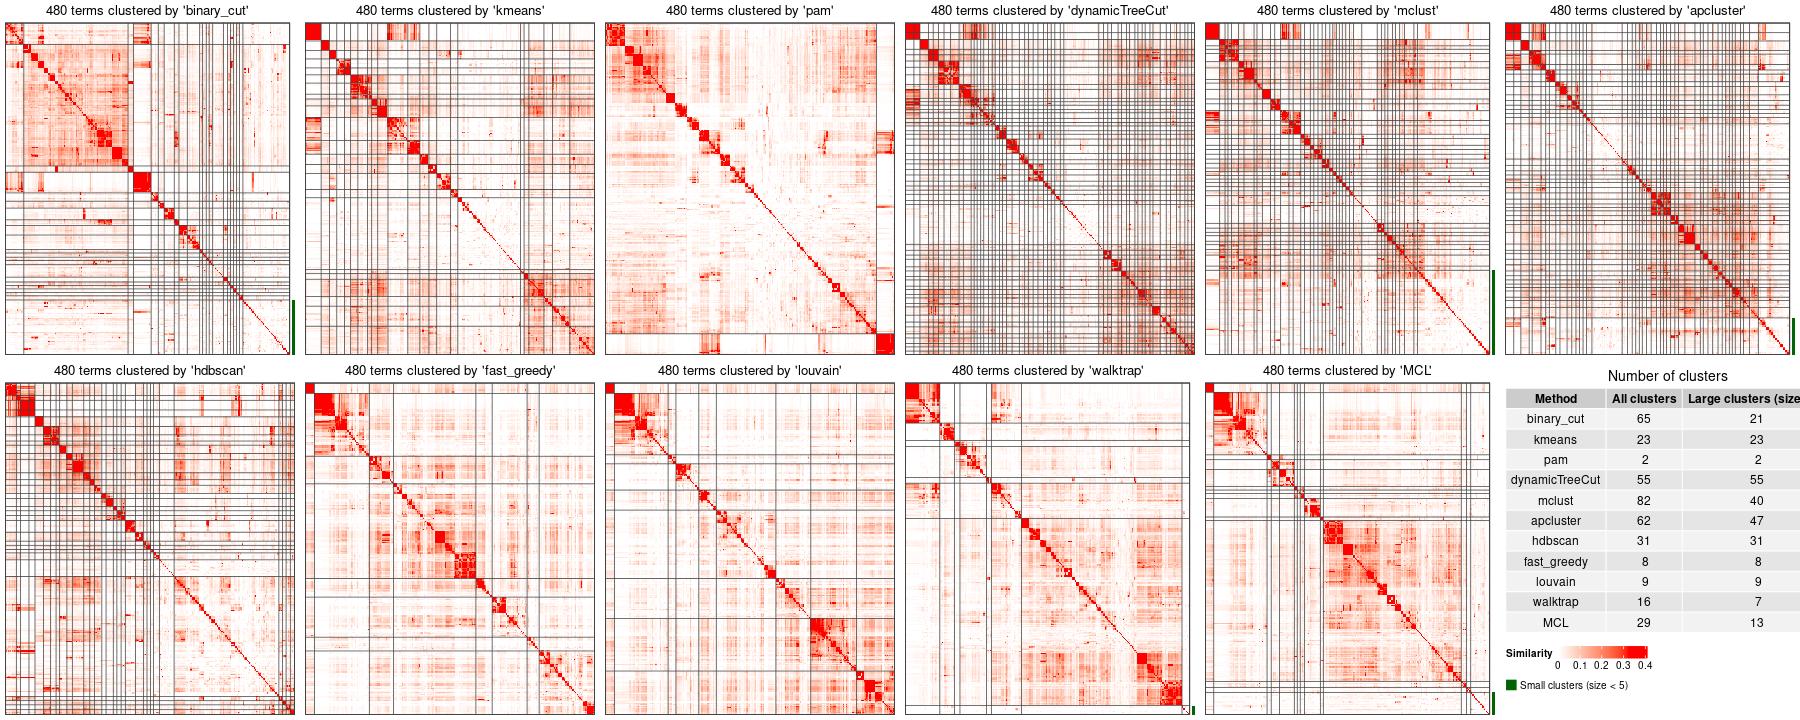 480 terms clustered by 'binary_cut'
480 terms clustered by 'kmeans'
480 terms clustered by 'pam'
480 terms clustered by 'dynamicTreeCut'
480 terms clustered by 'mclust'
480 terms clustered by 'apcluster'
480 terms clustered by 'hdbscan'
480 terms clustered by 'fast_greedy'
480 terms clustered by 'louvain'
480 terms clustered by 'walktrap'
480 terms clustered by 'MCL'
Number of clusters
Method All clusters Large clusters (size
binary_cut 65 21
kmeans 23 23
pam 2 2
dynamicTreeCut 55 55
mclust 82 40
apcluster 62 47
hdbscan 31 31
fast_greedy 8 8
louvain 9 9
walktrap 16 7
MCL 29 13
Similarity
0 0.1 0.2 0.3 0.4
Small clusters (size < 5)